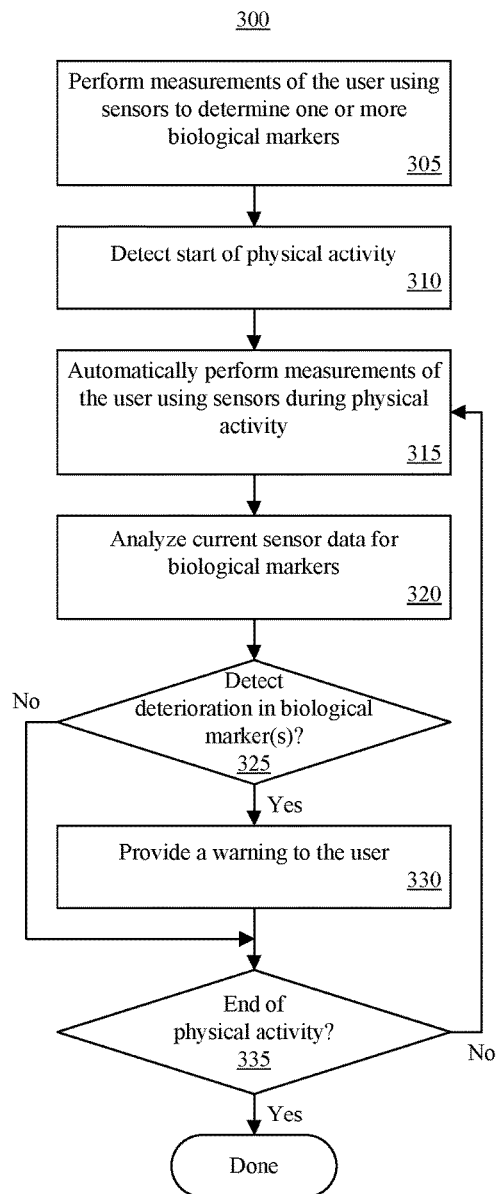 300
Perform measurements of the user using
sensors to determine one or more
biological markers
305
Detect start of physical activity
310
Automatically perform measurements of
the user using sensors during physical
activity
315
Analyze current sensor data for
biological markers
320
Detect
deterioration in biological
marker(s)?
325
No
Yes
Provide a warning to the user
330
End of
physical activity?
335
No
Yes
Done